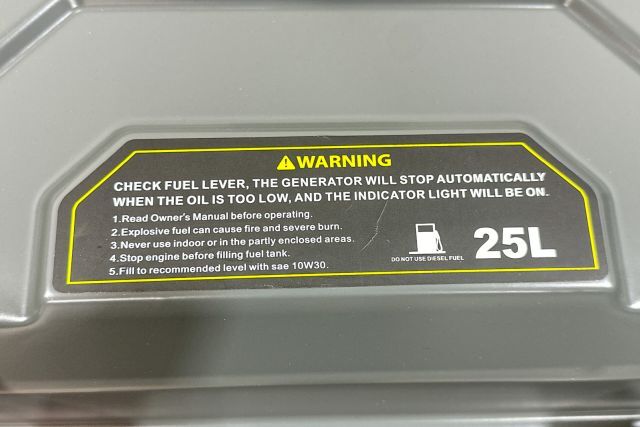 WARNING
CHECK FUEL LEVER, THE GENERATOR WILL STOP AUTOMATICALLY
WHEN THE OIL IS TOO LOW, AND THE INDICATOR LIGHT WILL BE ON.
1.Read Owner's Manual before operating.
2.Explosive fuel can cause fire and severe burn.
3.Never use indoor or in the partly enclosed areas.
4.Stop engine before filling fuel tank.
5.Fill to recommended level with sae 10W30.
DO NOT USE DIESEL FUEL
25L